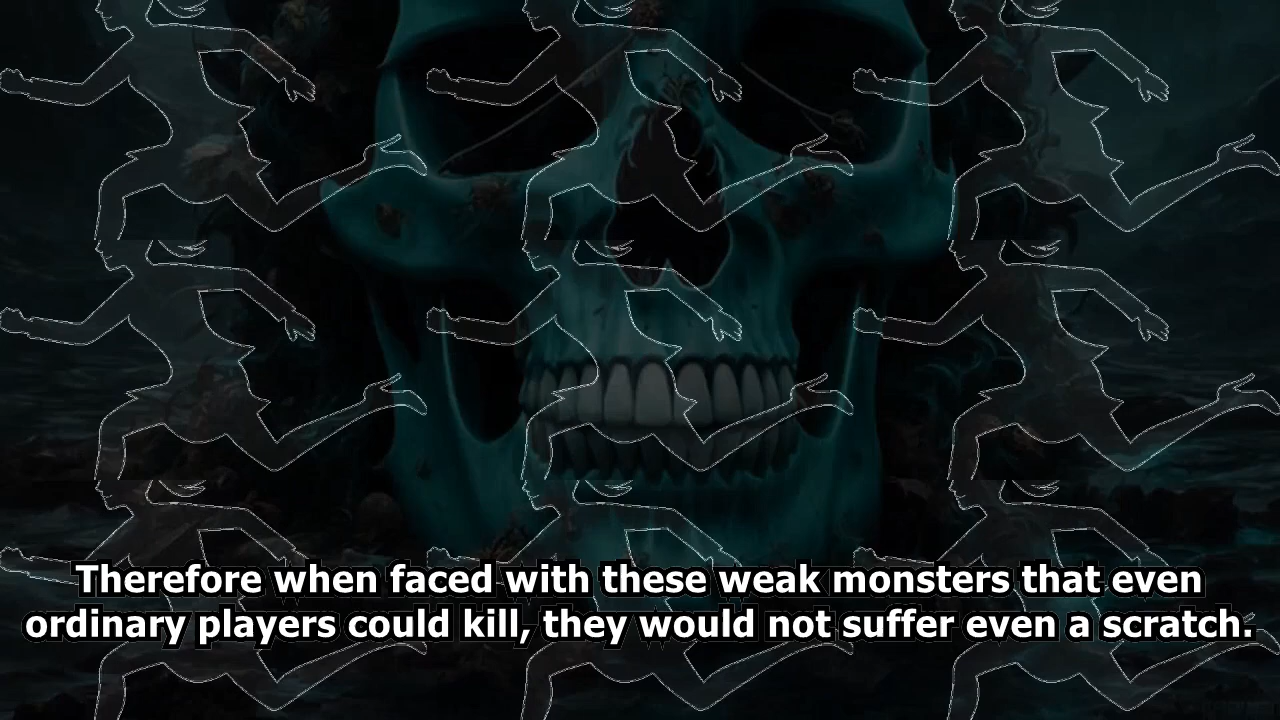 Therefore when faced with these weak monsters that even
ordinary players could kill, they would not suffer even a scratch.